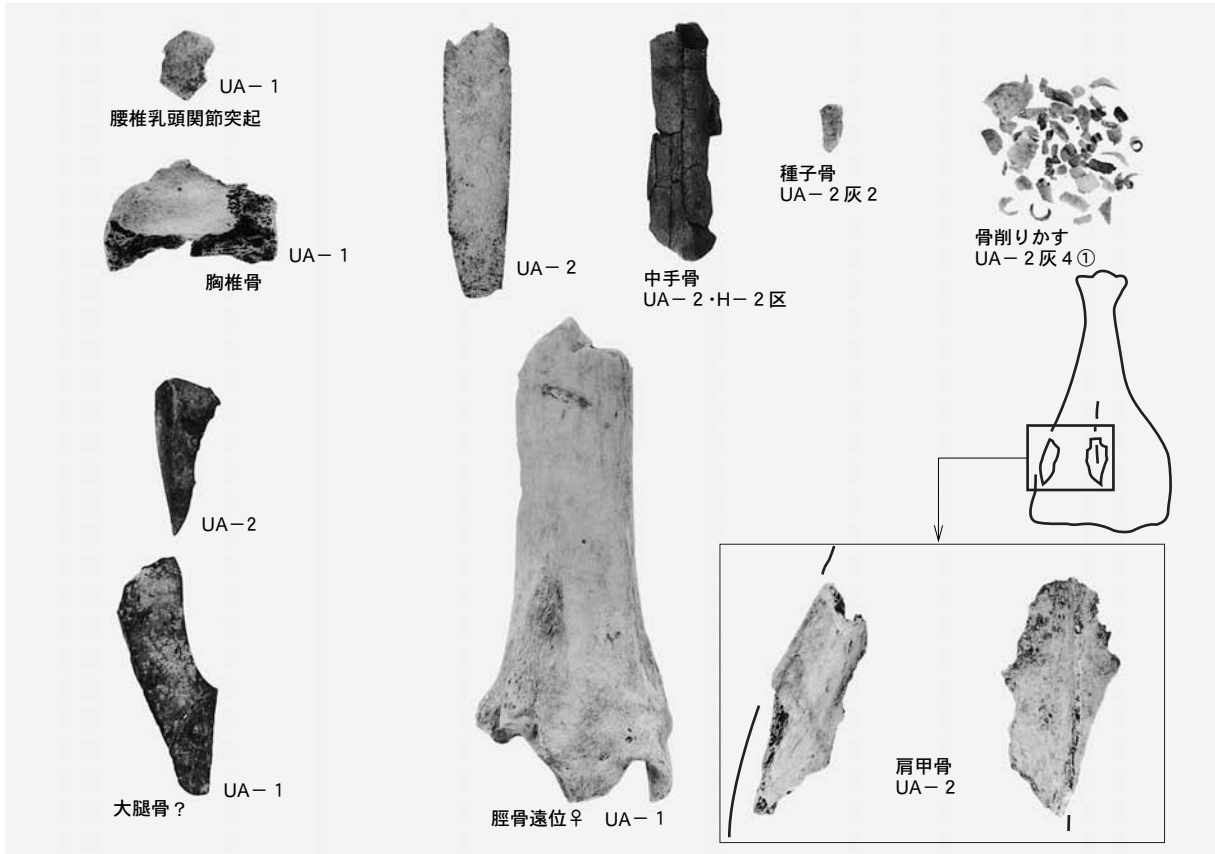 UA－1
腰椎乳頭関節突起
UA－1
胸椎骨
UA－2
中手骨
UA－2・H－2区
種子骨
UA－2灰2
骨削りかす
UA－2灰4①
UA－2
UA－1
大腿骨？
脛骨遠位♀ UA－1
肩甲骨
UA－2